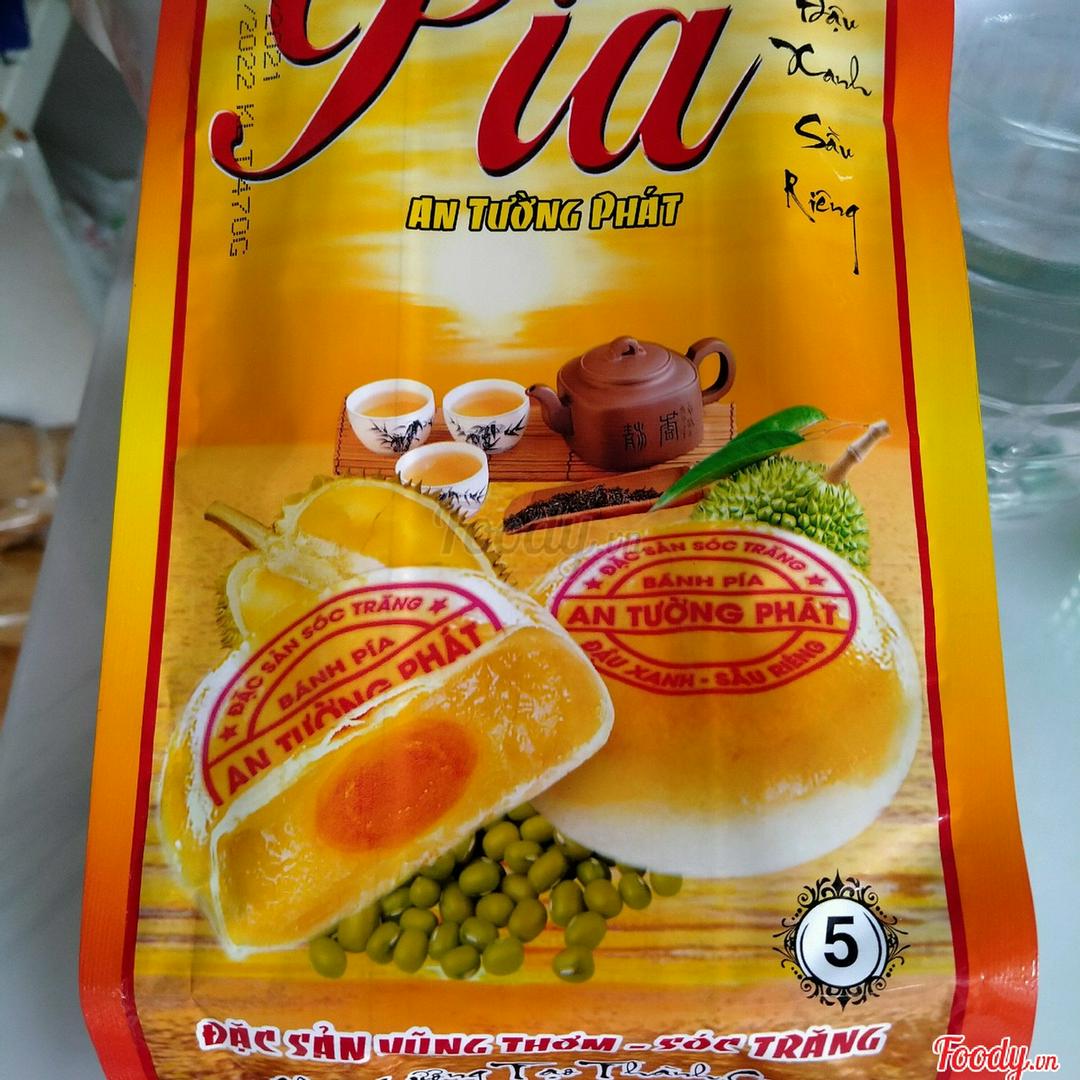 Pía
Đậu
Xanh
Sầu
Riêng
AN TƯỜNG PHÁT
ĐẶC SẢN SÓC TRĂNG
BÁNH PÍA
AN TƯỜNG PHÁT
ĐẬU XANH - SẦU RIÊNG
ĐẶC SẢN SÓC TRĂNG
BÁNH PÍA
AN TƯỜNG PHÁT
Foody.vn
5
ĐẶC SẢN VŨNG THƠM - SÓC TRĂNG
Foody.vn